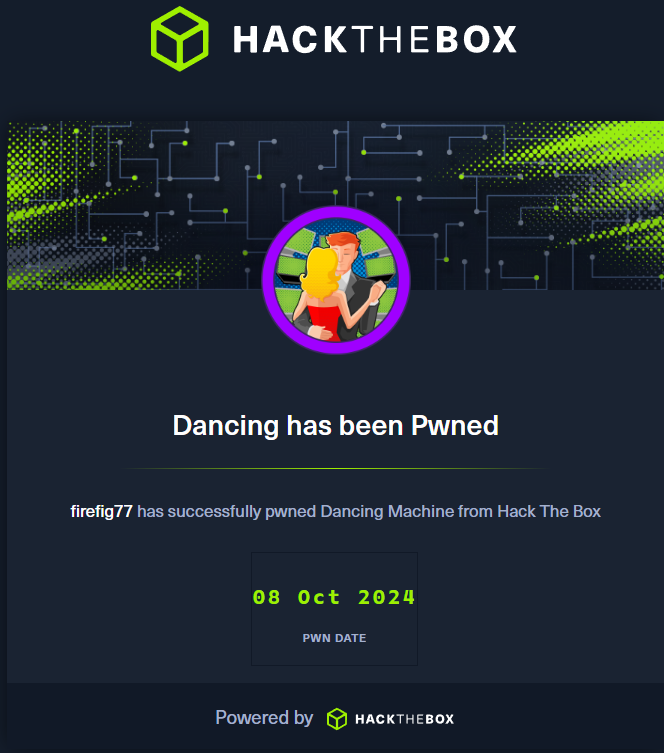 HACKTHEBOX
Dancing has been Pwned
firefig77 has successfully pwned Dancing Machine from Hack The Box
08 Oct 2024
PWN DATE
Powered by HACKTHEBOX